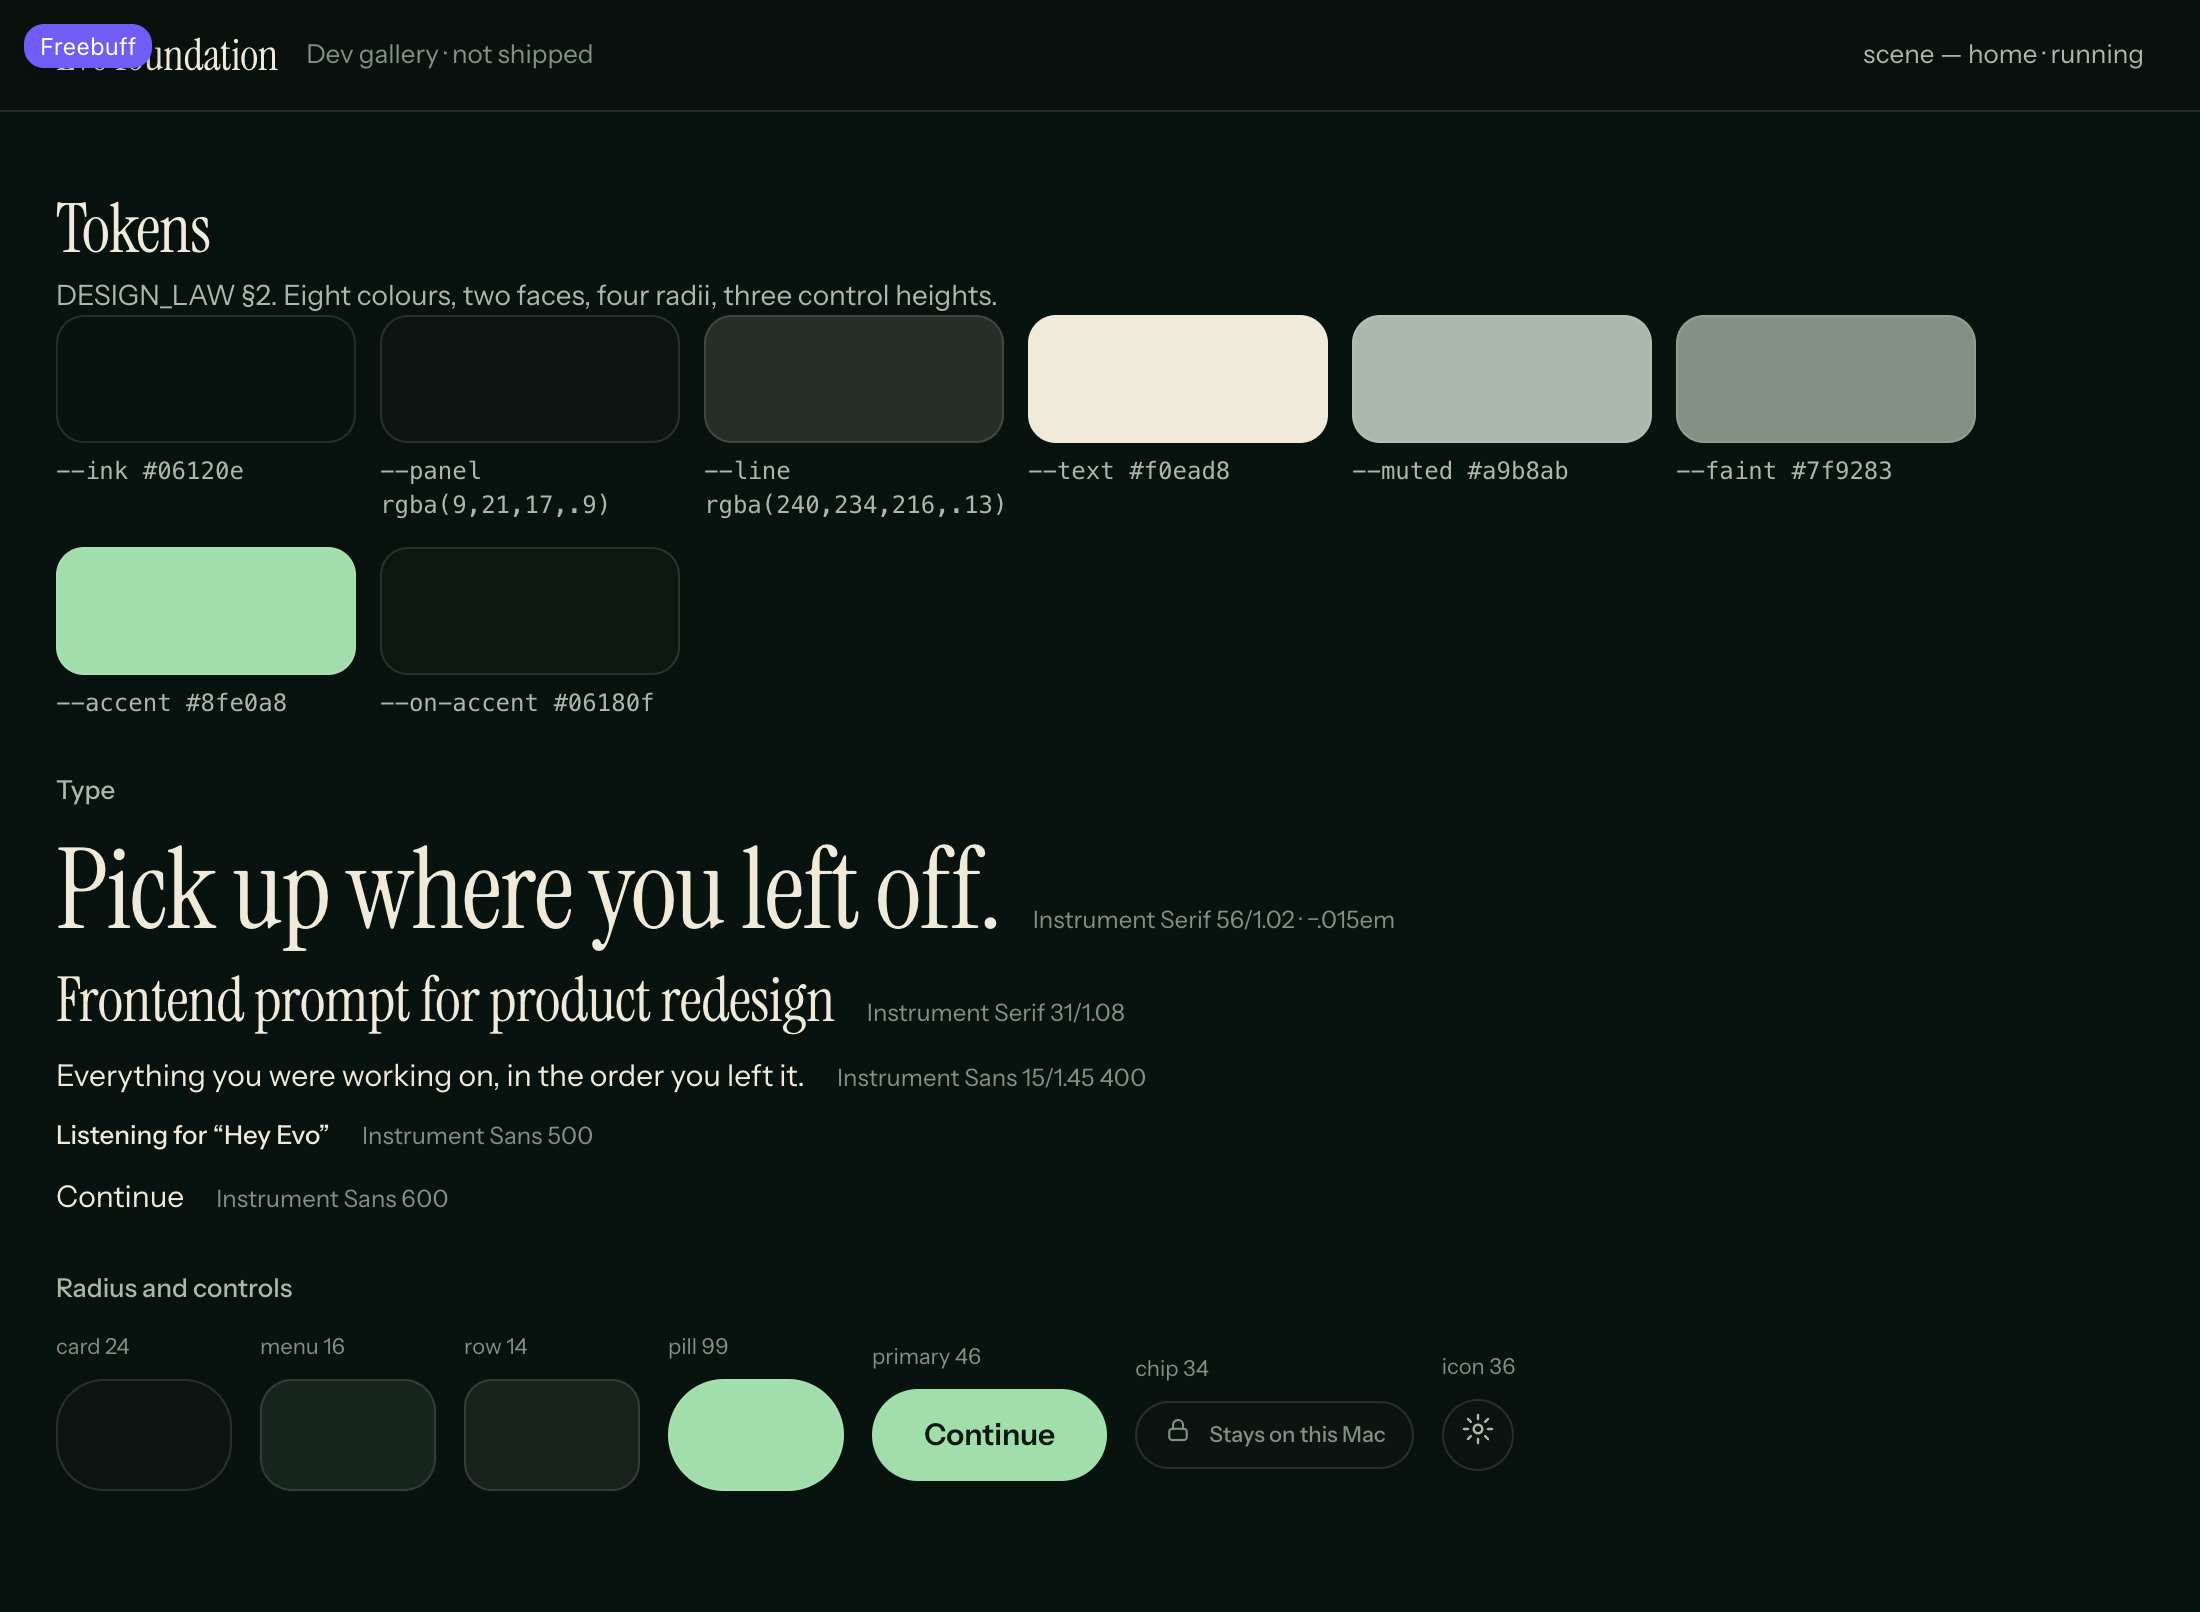 Freebuff
undation
Dev gallery · not shipped
scene — home · running
Tokens
DESIGN_LAW §2. Eight colours, two faces, four radii, three control heights.
--ink #06120e
--panel
rgba(9,21,17,.9)
--line
rgba(240,234,216,.13)
--text #f0ead8
--muted #a9b8ab
--faint #7f9283
--accent #8fe0a8
--on-accent #06180f
Type
Pick up where you left off.
Instrument Serif 56/1.02 · -.015em
Frontend prompt for product redesign
Instrument Serif 31/1.08
Everything you were working on, in the order you left it.
Instrument Sans 15/1.45 400
Listening for “Hey Evo”
Instrument Sans 500
Continue
Instrument Sans 600
Radius and controls
card 24
menu 16
row 14
pill 99
primary 46
chip 34
icon 36
Continue
Stays on this Mac